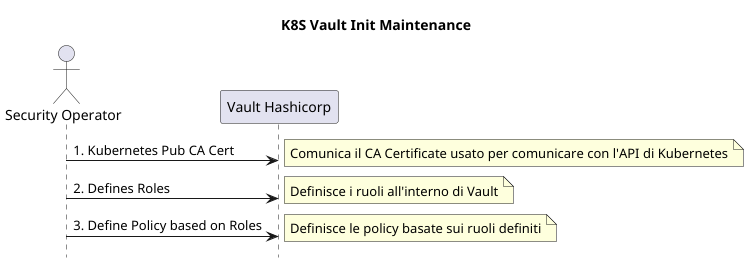 K8S Vault Init Maintenance
Security Operator
Vault Hashicorp
1. Kubernetes Pub CA Cert
Comunica il CA Certificate usato per comunicare con l'API di Kubernetes
2. Defines Roles
Definisce i ruoli all'interno di Vault
3. Define Policy based on Roles
Definisce le policy basate sui ruoli definiti